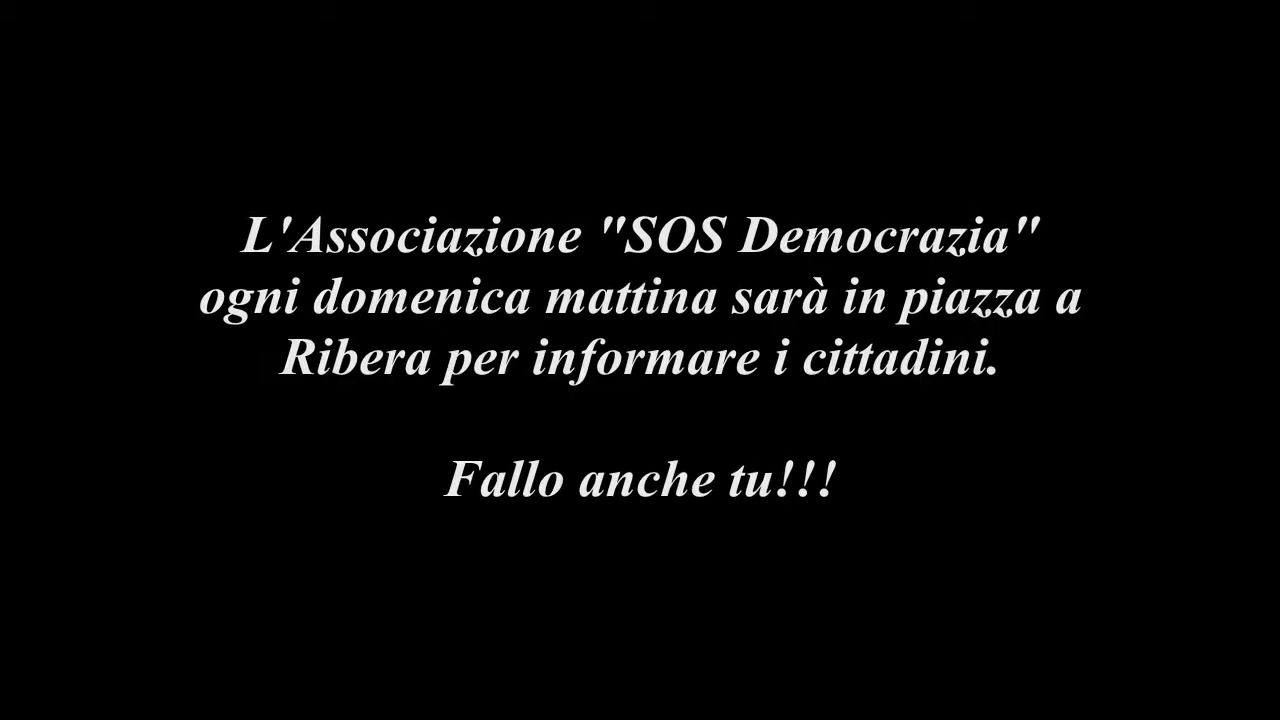 L'Associazione "SOS Democrazia"
ogni domenica mattina sarà in piazza a
Ribera per informare i cittadini.
Fallo anche tu!!!